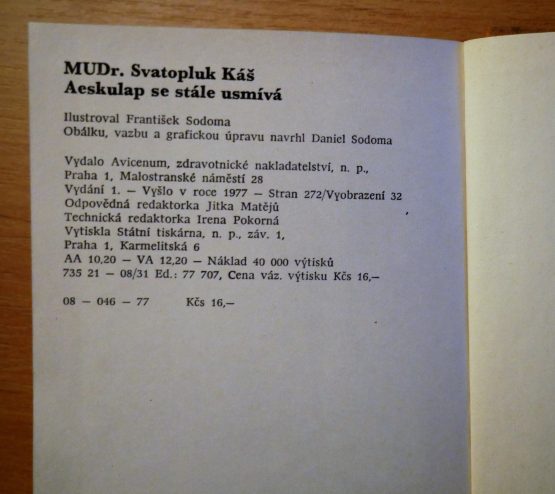 MUDr. Svatopluk Káš
Aeskulap se stále usmívá
Ilustroval František Sodoma
Obálku, vazbu a grafickou úpravu navrhl Daniel Sodoma
Vydalo Avicenum, zdravotnické nakladatelství, n. p.,
Praha 1, Malostranské náměstí 28
Vydání 1. – Vyšlo v roce 1977 – Stran 272/Vyobrazení 32
Odpovědná redaktorka Jitka Matějů
Technická redaktorka Irena Pokorná
Vytiskla Státní tiskárna, n. p., záv. 1,
Praha 1, Karmelitská 6
AA 10,20 – VA 12,20 – Náklad 40 000 výtisků
735 21 – 08/31 Ed.: 77 707, Cena váz. výtisku Kčs 16,–
08 – 046 – 77 Kčs 16,–